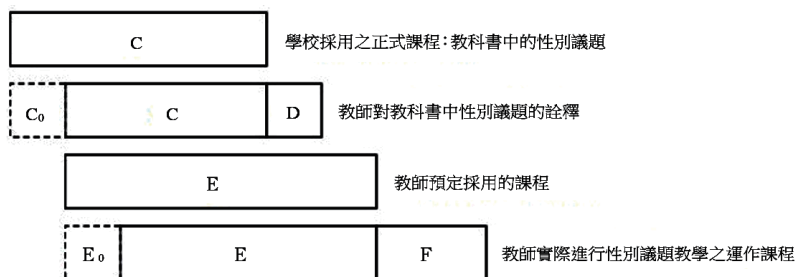 C 學校採用之正式課程：教科書中的性別議題
C₀ C D 教師對教科書中性別議題的詮釋
E 教師預定採用的課程
E₀ E F 教師實際進行性別議題教學之運作課程